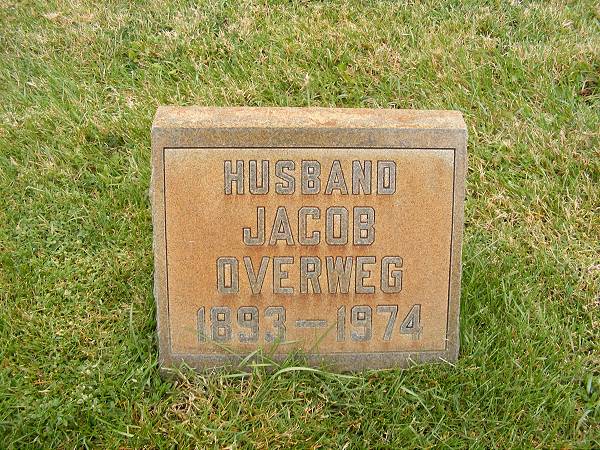 HUSBAND
JACOB
OVERWEG
1893-1974